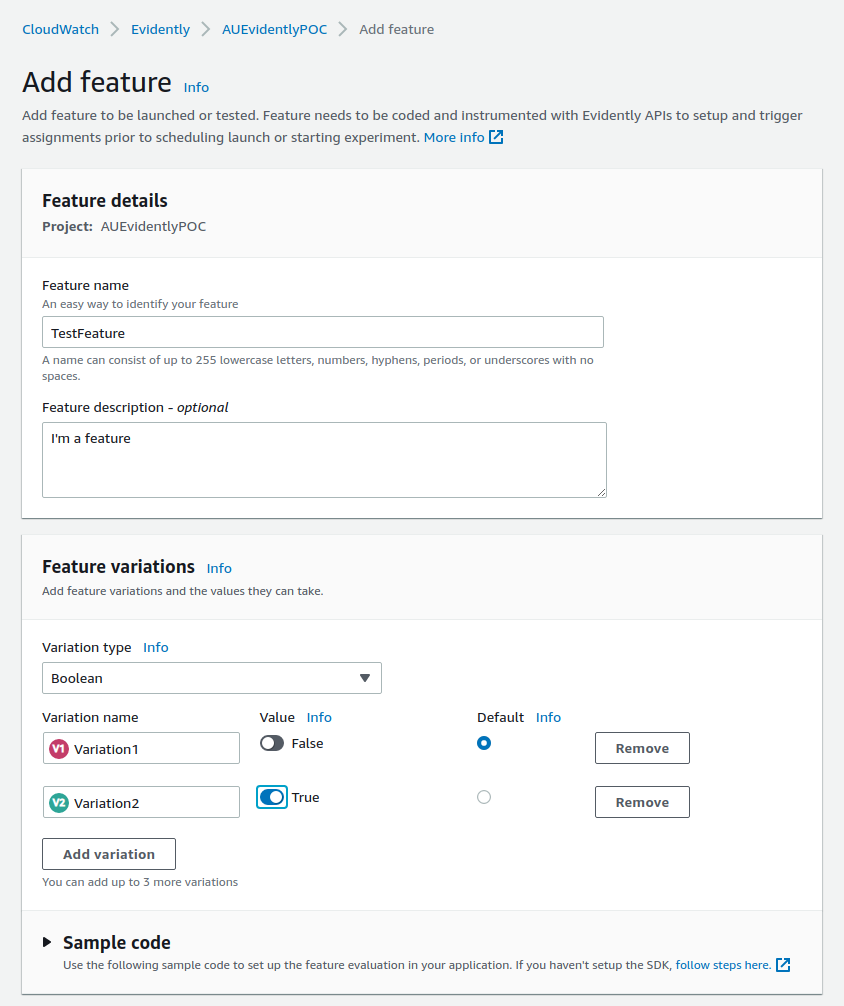 CloudWatch > Evidently > AUEvidentlyPOC > Add feature
Add feature Info
Add feature to be launched or tested. Feature needs to be coded and instrumented with Evidently APIs to setup and trigger
assignments prior to scheduling launch or starting experiment. More info
Feature details
Project: AUEvidentlyPOC
Feature name
An easy way to identify your feature
TestFeature
A name can consist of up to 255 lowercase letters, numbers, hyphens, periods, or underscores with no
spaces.
Feature description - optional
I'm a feature
Feature variations Info
Add feature variations and the values they can take.
Variation type Info
Boolean
Variation name Value Info Default Info
V1 Variation1 False Remove
V2 Variation2 True Remove
Add variation
You can add up to 3 more variations
Sample code
Use the following sample code to set up the feature evaluation in your application. If you haven't setup the SDK, follow steps here.